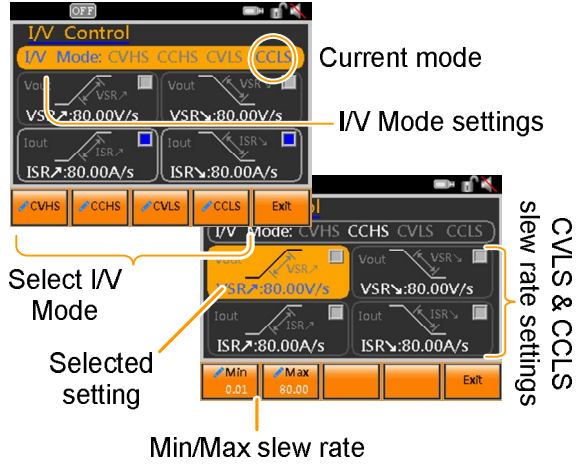 OFF
I/V Control
I/V Mode: CVHS CCHS CVLS CCLS
Current mode
Vout VSR↗
VSR↗:80.00V/s
Vout VSR↘
VSR↘:80.00V/s
I/V Mode settings
Iout ISR↗
ISR↗:80.00A/s
Iout ISR↘
ISR↘:80.00A/s
CVHS CCHS CVLS CCLS Exit
Select I/V
Mode
I/V Mode: CVHS CCHS CVLS CCLS
Vout VSR↗
VSR↗:80.00V/s
Vout VSR↘
VSR↘:80.00V/s
Iout ISR↗
ISR↗:80.00A/s
Iout ISR↘
ISR↘:80.00A/s
CVLS & CCLS
slew rate settings
Selected
setting
Min
0.01
Max
80.00
Exit
Min/Max slew rate